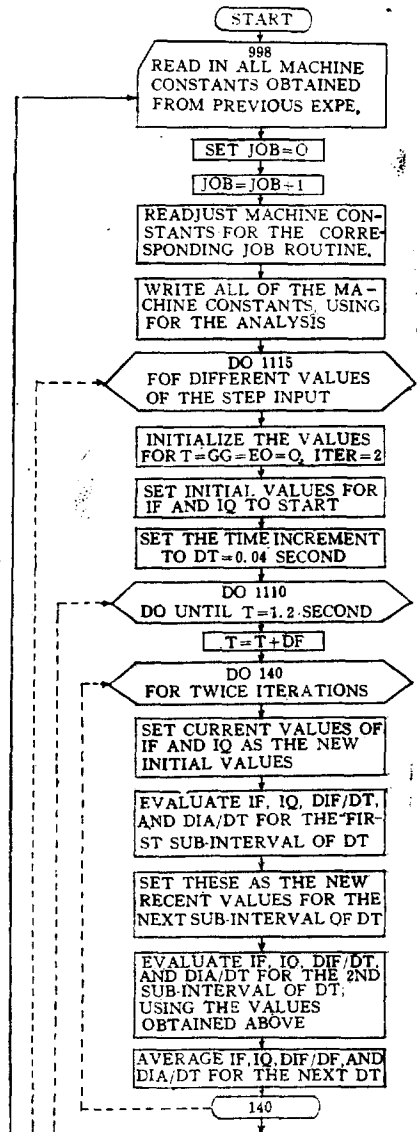 START
998
READ IN ALL MACHINE
CONSTANTS OBTAINED
FROM PREVIOUS EXPE.
SET JOB=O
JOB=JOB+1
READJUST MACHINE CON-
STANTS FOR THE CORRE-
SPONDING JOB ROUTINE.
WRITE ALL OF THE MA-
CHINE CONSTANTS, USING
FOR THE ANALYSIS
DO 1115
FOF DIFFERENT VALUES
OF THE STEP INPUT
INITIALIZE THE VALUES
FOR T=GG=EO=O, ITER=2
SET INITIAL VALUES FOR
IF AND IQ TO START
SET THE TIME INCREMENT
TO DT=0.04 SECOND
DO 1110
DO UNTIL T=1.2 SECOND
T=T+DF
DO 140
FOR TWICE ITERATIONS
SET CURRENT VALUES OF
IF AND IQ AS THE NEW
INITIAL VALUES
EVALUATE IF, IQ, DIF/DT,
AND DIA/DT FOR THE FIR-
ST SUB-INTERVAL OF DT
SET THESE AS THE NEW
RECENT VALUES FOR THE
NEXT SUB-INTERVAL OF DT
EVALUATE IF, IQ, DIF/DT,
AND DIA/DT FOR THE 2ND
SUB-INTERVAL OF DT;
USING THE VALUES
OBTAINED ABOVE
AVERAGE IF, IQ, DIF/DF, AND
DIA/DT FOR THE NEXT DT
140